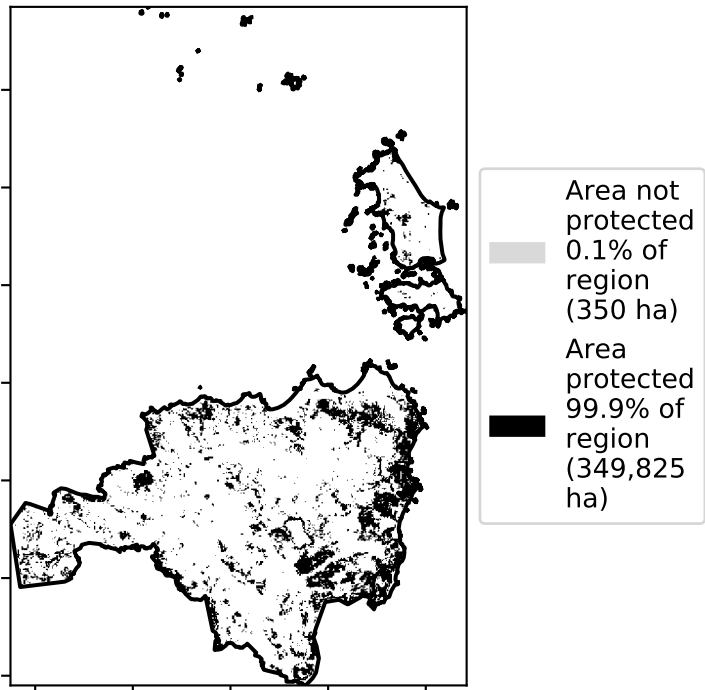 Area not
protected
0.1% of
region
(350 ha)
Area
protected
99.9% of
region
(349,825
ha)